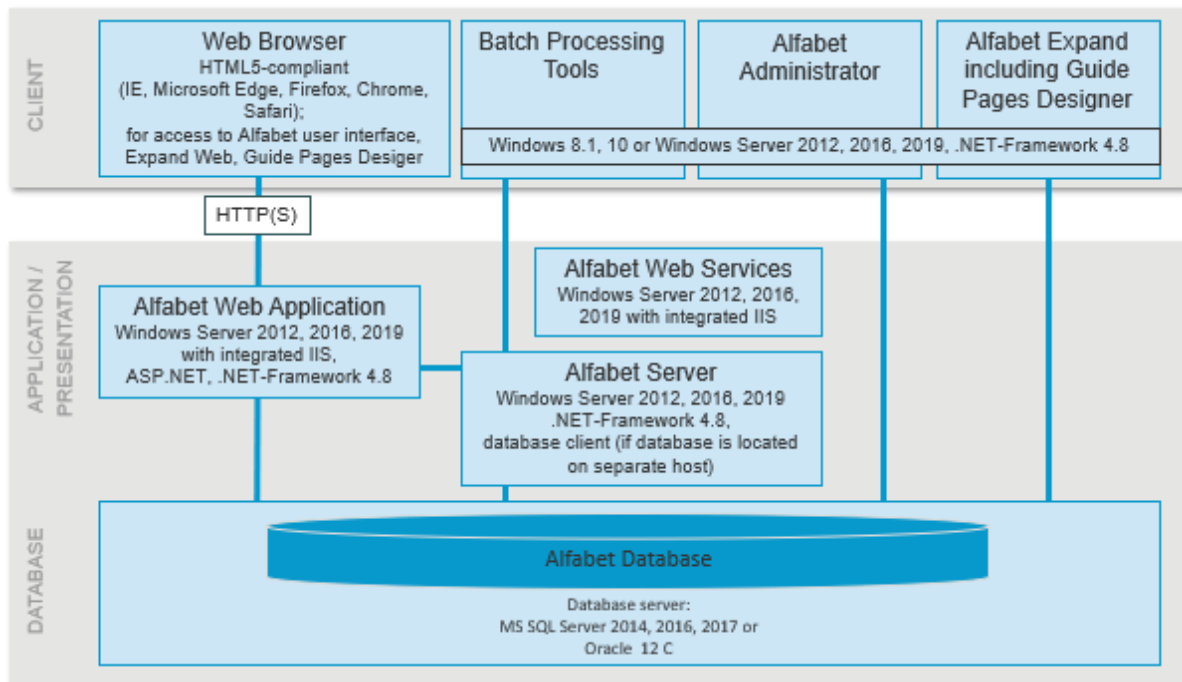 CLIENT
Web Browser
HTML5-compliant
(IE, Microsoft Edge, Firefox, Chrome,
Safari);
for access to Alfabet user interface,
Expand Web, Guide Pages Desiger
Batch Processing
Tools
Alfabet
Administrator
Alfabet Expand
including Guide
Pages Designer
Windows 8.1, 10 or Windows Server 2012, 2016, 2019, .NET-Framework 4.8
HTTP(S)
APPLICATION /
PRESENTATION
Alfabet Web Services
Windows Server 2012, 2016,
2019 with integrated IIS
Alfabet Web Application
Windows Server 2012, 2016, 2019
with integrated IIS,
ASP.NET, .NET-Framework 4.8
Alfabet Server
Windows Server 2012, 2016, 2019
.NET-Framework 4.8,
database client (if database is located
on separate host)
DATABASE
Alfabet Database
Database server:
MS SQL Server 2014, 2016, 2017 or
Oracle 12 C